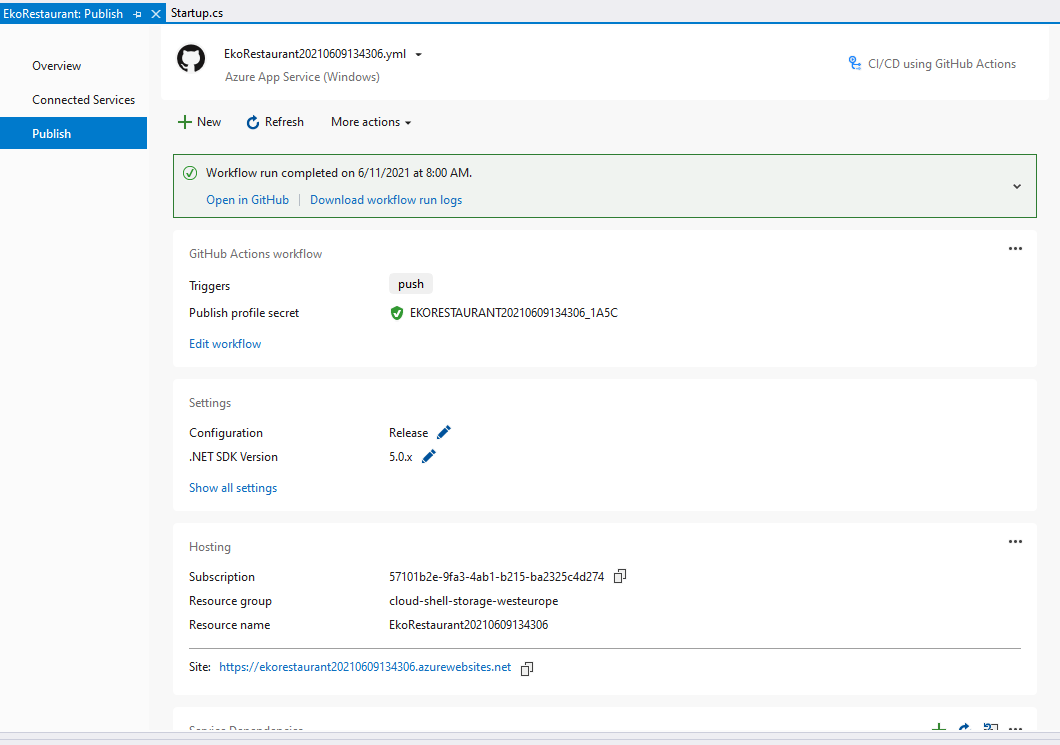 EkoRestaurant: Publish
Startup.cs
Overview
Connected Services
Publish
EkoRestaurant20210609134306.yml
Azure App Service (Windows)
CI/CD using GitHub Actions
New Refresh More actions
Workflow run completed on 6/11/2021 at 8:00 AM.
Open in GitHub | Download workflow run logs
GitHub Actions workflow
Triggers push
Publish profile secret EKORESTAURANT20210609134306_1A5C
Edit workflow
Settings
Configuration Release
.NET SDK Version 5.0.x
Show all settings
Hosting
Subscription 57101b2e-9fa3-4ab1-b215-ba2325c4d274
Resource group cloud-shell-storage-westeurope
Resource name EkoRestaurant20210609134306
Site: https://ekorestaurant20210609134306.azurewebsites.net
Service Dependencies